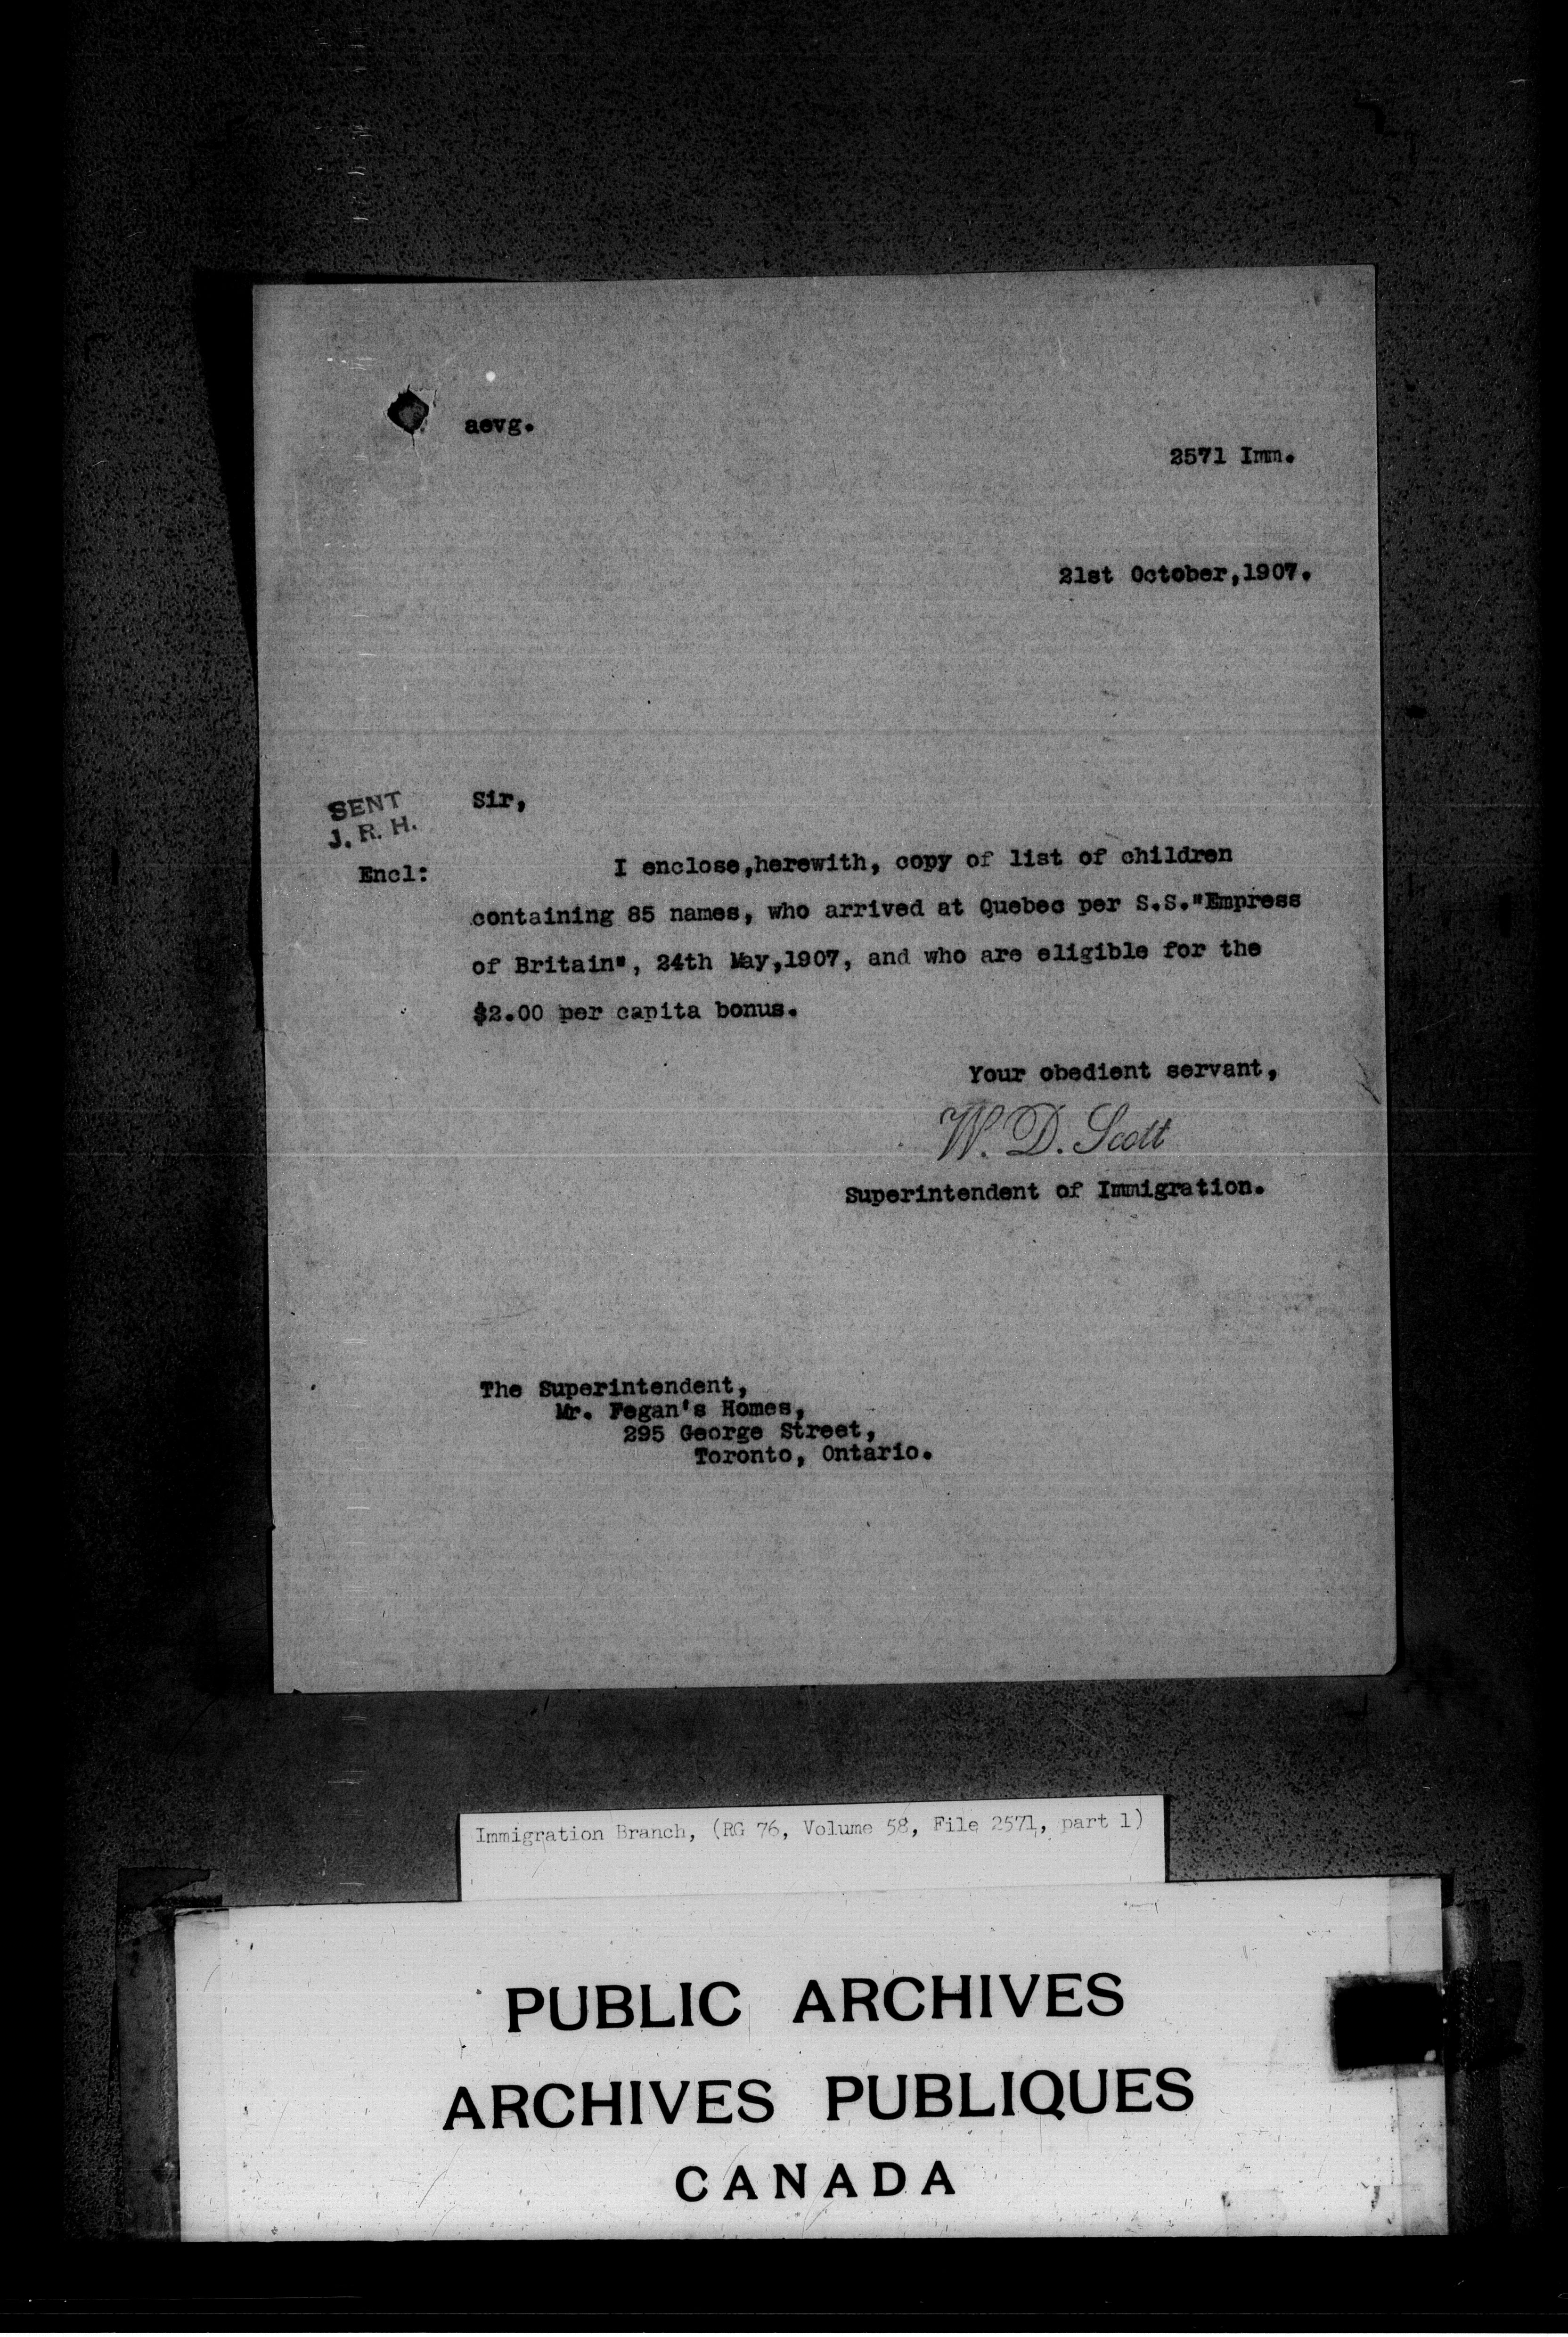 aevg.
2571 Imm.
21st October,1907.
SENT
J. R. H.
Sir,
Encl:
I enclose,herewith, copy of list of children
containing 85 names, who arrived at Quebec per S.S."Empress
of Britain", 24th May,1907, and who are eligible for the
$2.00 per capita bonus.
Your obedient servant,
W. D. Scott
Superintendent of Immigration.
The Superintendent,
Mr. Fegan's Homes,
295 George Street,
Toronto, Ontario.
Immigration Branch, (RG 76, Volume 58, File 2571, part 1)
PUBLIC ARCHIVES
ARCHIVES PUBLIQUES
CANADA